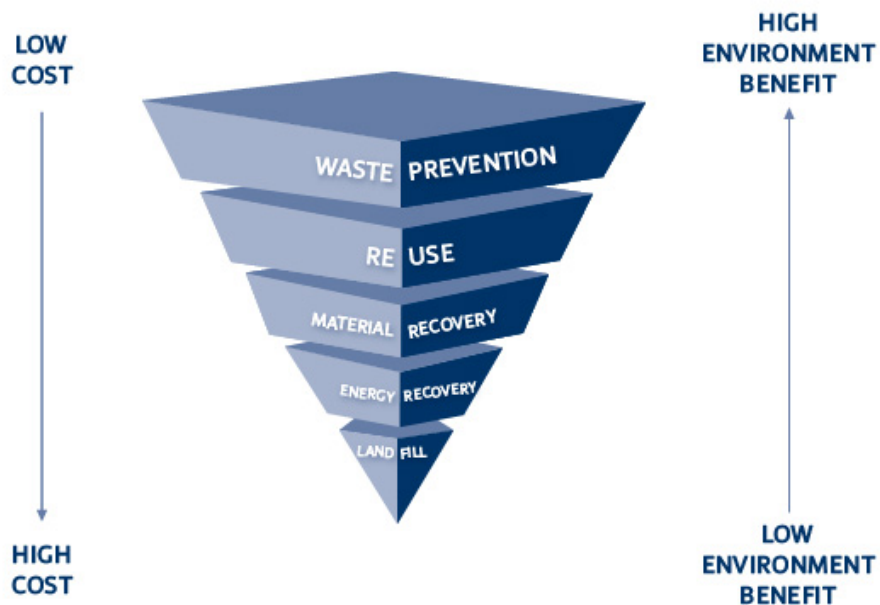 LOW
COST
HIGH
ENVIRONMENT
BENEFIT
WASTE PREVENTION
RE USE
MATERIAL RECOVERY
ENERGY RECOVERY
LAND FILL
HIGH
COST
LOW
ENVIRONMENT
BENEFIT